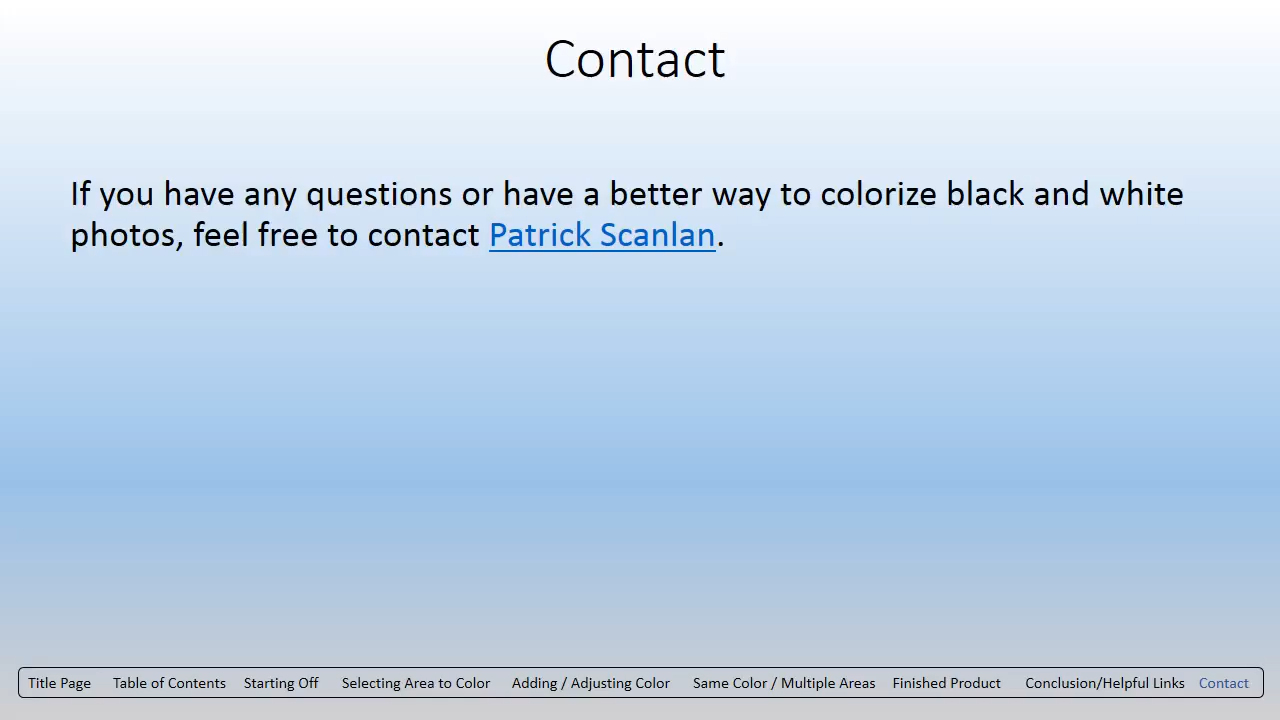 Contact
If you have any questions or have a better way to colorize black and white
photos, feel free to contact Patrick Scanlan.
Title Page Table of Contents Starting Off Selecting Area to Color Adding / Adjusting Color Same Color / Multiple Areas Finished Product Conclusion/Helpful Links Contact